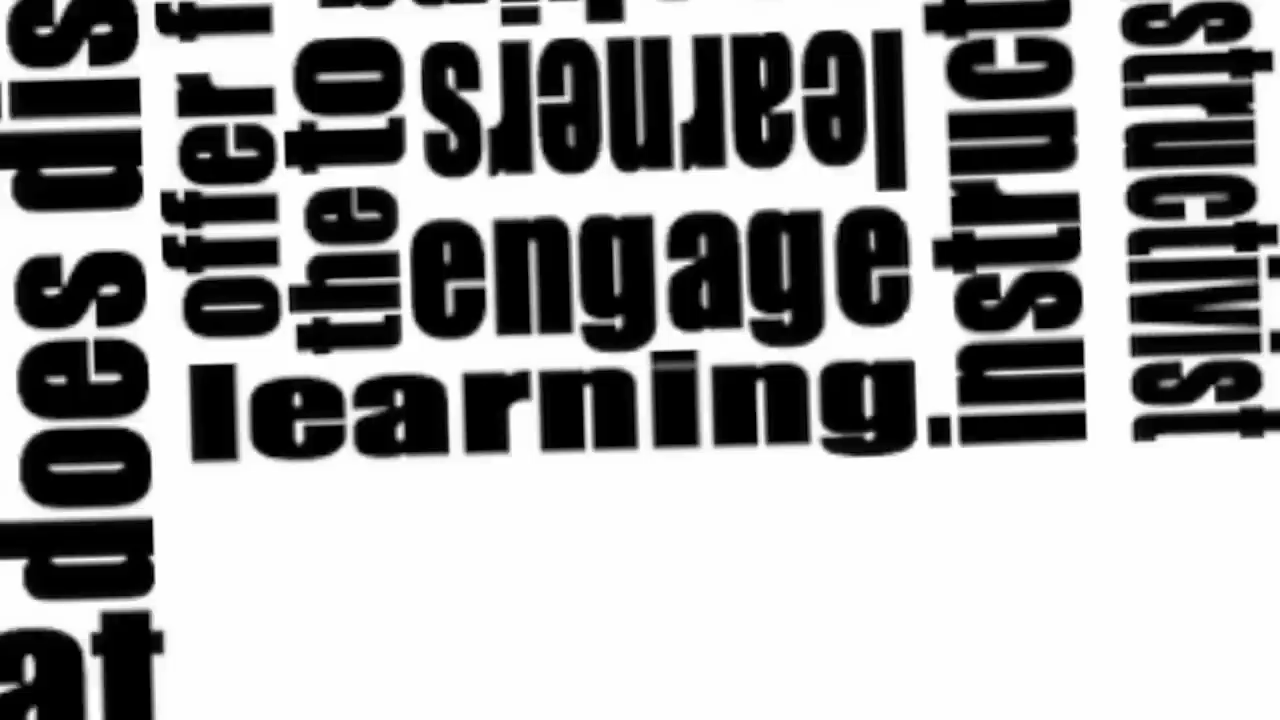 does dis
offer f
the to
learners
engage
learning.
instruct
structivist
at